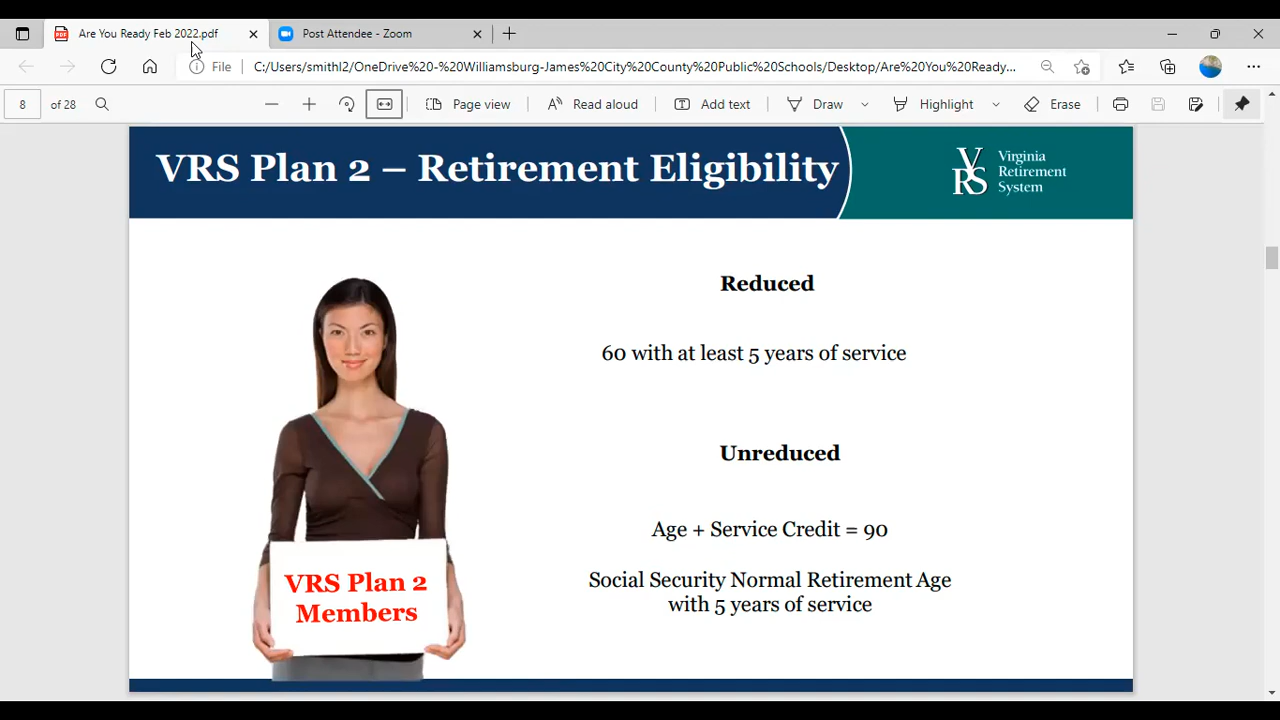 Are You Ready Feb 2022.pdf
Post Attendee - Zoom
File
C:/Users/smithl2/OneDrive%20-%20Williamsburg-James%20City%20County%20Public%20Schools/Desktop/Are%20You%20Ready...
8 of 28
Page view
Read aloud
Add text
Draw
Highlight
Erase
VRS Plan 2 – Retirement Eligibility
VRS
Virginia
Retirement
System
Reduced
60 with at least 5 years of service
Unreduced
Age + Service Credit = 90
Social Security Normal Retirement Age
with 5 years of service
VRS Plan 2
Members